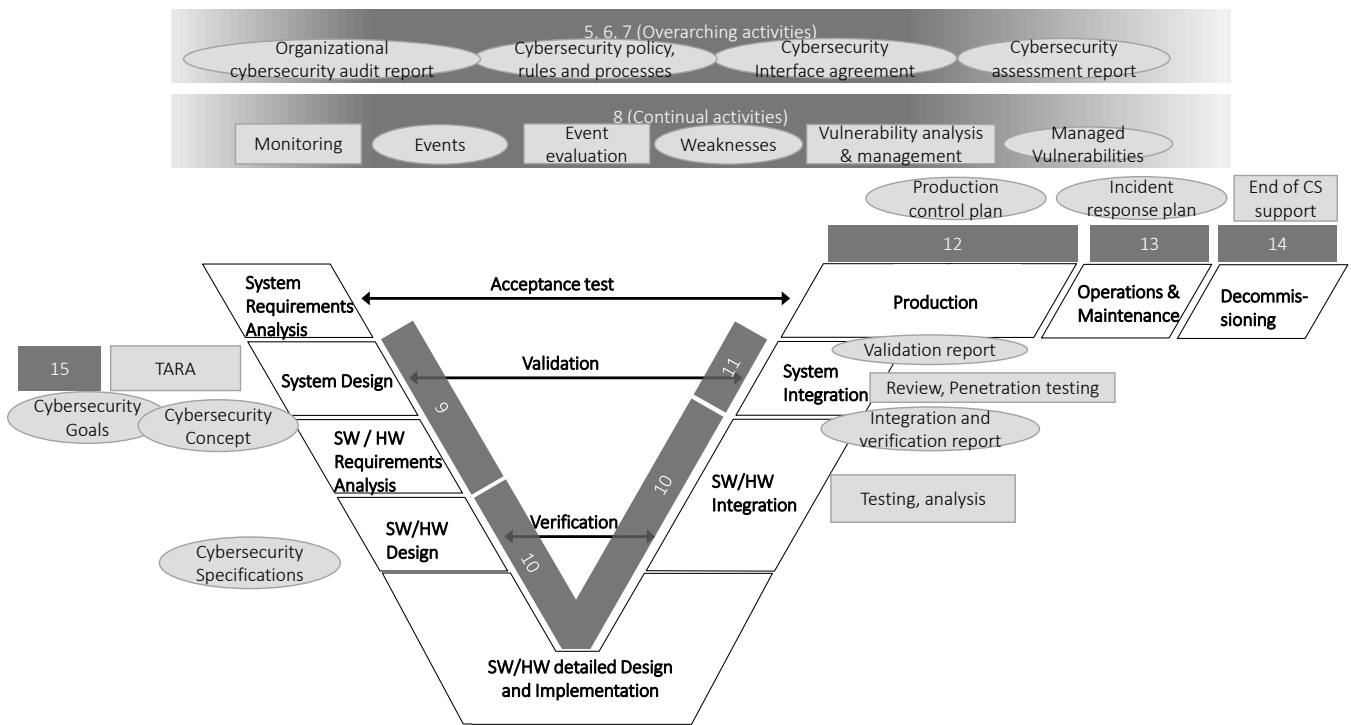 5, 6, 7 (Overarching activities)
Organizational
cybersecurity audit report
Cybersecurity policy,
rules and processes
Cybersecurity
Interface agreement
Cybersecurity
assessment report
8 (Continual activities)
Monitoring
Events
Event
evaluation
Weaknesses
Vulnerability analysis
& management
Managed
Vulnerabilities
Production
control plan
Incident
response plan
End of CS
support
12
13
14
System
Requirements
Analysis
Acceptance test
Production
Operations &
Maintenance
Decommis-
sioning
15
TARA
System Design
Validation
11
System
Integration
Validation report
Review, Penetration testing
Cybersecurity
Goals
Cybersecurity
Concept
9
Integration and
verification report
SW / HW
Requirements
Analysis
10
SW/HW
Integration
Testing, analysis
SW/HW
Design
Verification
10
Cybersecurity
Specifications
SW/HW detailed Design
and Implementation